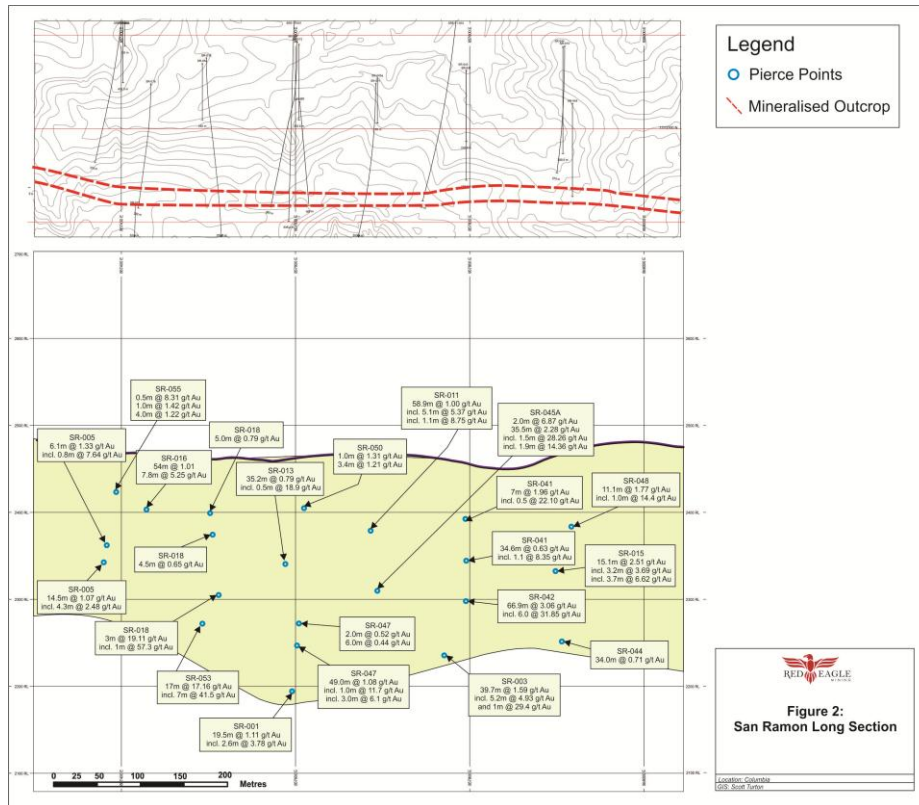 Legend
Pierce Points
Mineralised Outcrop
SR-055
0.5m @ 8.31 g/t Au
1.0m @ 1.42 g/t Au
4.0m @ 1.22 g/t Au
SR-005
6.1m @ 1.33 g/t Au
incl. 0.8m @ 7.64 g/t Au
SR-016
54m @ 1.01
7.8m @ 5.25 g/t Au
SR-018
5.0m @ 0.79 g/t Au
SR-013
35.2m @ 0.79 g/t Au
incl. 0.5m @ 18.9 g/t Au
SR-050
1.0m @ 1.31 g/t Au
3.4m @ 1.21 g/t Au
SR-011
58.9m @ 1.00 g/t Au
incl. 5.1m @ 5.37 g/t Au
incl. 1.1m @ 8.75 g/t Au
SR-045A
2.0m @ 6.87 g/t Au
35.5m @ 2.28 g/t Au
incl. 1.5m @ 28.26 g/t Au
incl. 1.9m @ 14.36 g/t Au
SR-041
7m @ 1.96 g/t Au
incl. 0.5 @ 22.10 g/t Au
SR-048
11.1m @ 1.77 g/t Au
incl. 1.0m @ 14.4 g/t Au
SR-018
4.5m @ 0.65 g/t Au
SR-041
34.6m @ 0.63 g/t Au
incl. 1.1 @ 8.35 g/t Au
SR-015
15.1m @ 2.51 g/t Au
incl. 3.2m @ 3.69 g/t Au
incl. 3.7m @ 6.62 g/t Au
SR-005
14.5m @ 1.07 g/t Au
incl. 4.3m @ 2.48 g/t Au
SR-042
66.9m @ 3.06 g/t Au
incl. 6.0 @ 31.85 g/t Au
SR-018
3m @ 19.11 g/t Au
incl. 1m @ 57.3 g/t Au
SR-047
2.0m @ 0.52 g/t Au
6.0m @ 0.44 g/t Au
SR-044
34.0m @ 0.71 g/t Au
SR-053
17m @ 17.16 g/t Au
incl. 7m @ 41.5 g/t Au
SR-047
49.0m @ 1.08 g/t Au
incl. 1.0m @ 11.7 g/t Au
incl. 3.0m @ 6.1 g/t Au
SR-003
39.7m @ 1.59 g/t Au
incl. 5.2m @ 4.93 g/t Au
and 1m @ 29.4 g/t Au
SR-001
19.5m @ 1.11 g/t Au
incl. 2.6m @ 3.78 g/t Au
0 50 100 150 200
Metres
RED EAGLE
MINING
Figure 2:
San Ramon Long Section
Location: Columbia
GIS: Scott Turton